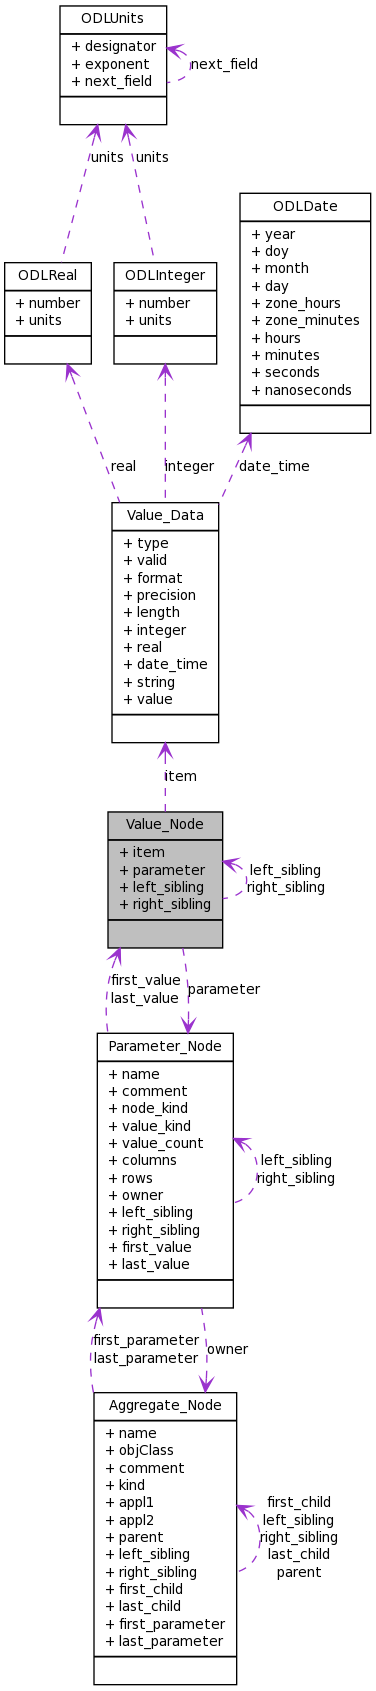 ODLUnits
+ designator
+ exponent
+ next_field
next_field
units
units
ODLReal
+ number
+ units
ODLInteger
+ number
+ units
ODLDate
+ year
+ doy
+ month
+ day
+ zone_hours
+ zone_minutes
+ hours
+ minutes
+ seconds
+ nanoseconds
real
integer
date_time
Value_Data
+ type
+ valid
+ format
+ precision
+ length
+ integer
+ real
+ date_time
+ string
+ value
item
Value_Node
+ item
+ parameter
+ left_sibling
+ right_sibling
left_sibling
right_sibling
first_value
last_value
parameter
Parameter_Node
+ name
+ comment
+ node_kind
+ value_kind
+ value_count
+ columns
+ rows
+ owner
+ left_sibling
+ right_sibling
+ first_value
+ last_value
left_sibling
right_sibling
first_parameter
last_parameter
owner
Aggregate_Node
+ name
+ objClass
+ comment
+ kind
+ appl1
+ appl2
+ parent
+ left_sibling
+ right_sibling
+ first_child
+ last_child
+ first_parameter
+ last_parameter
first_child
left_sibling
right_sibling
last_child
parent